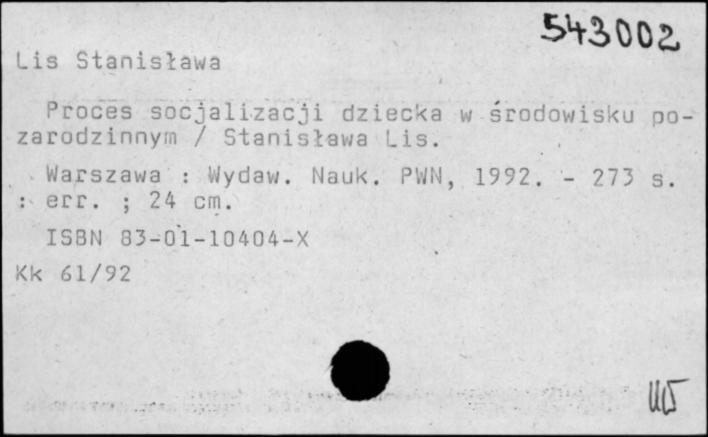 543002
Lis Stanisława
Proces socjalizacji dziecka w środowisku po-
zarodzinnym / Stanisława Lis.
Warszawa : Wydaw. Nauk. PWN, 1992. - 273 s.
: err. ; 24 cm.
ISBN 83-01-10404-X
Kk 61/92